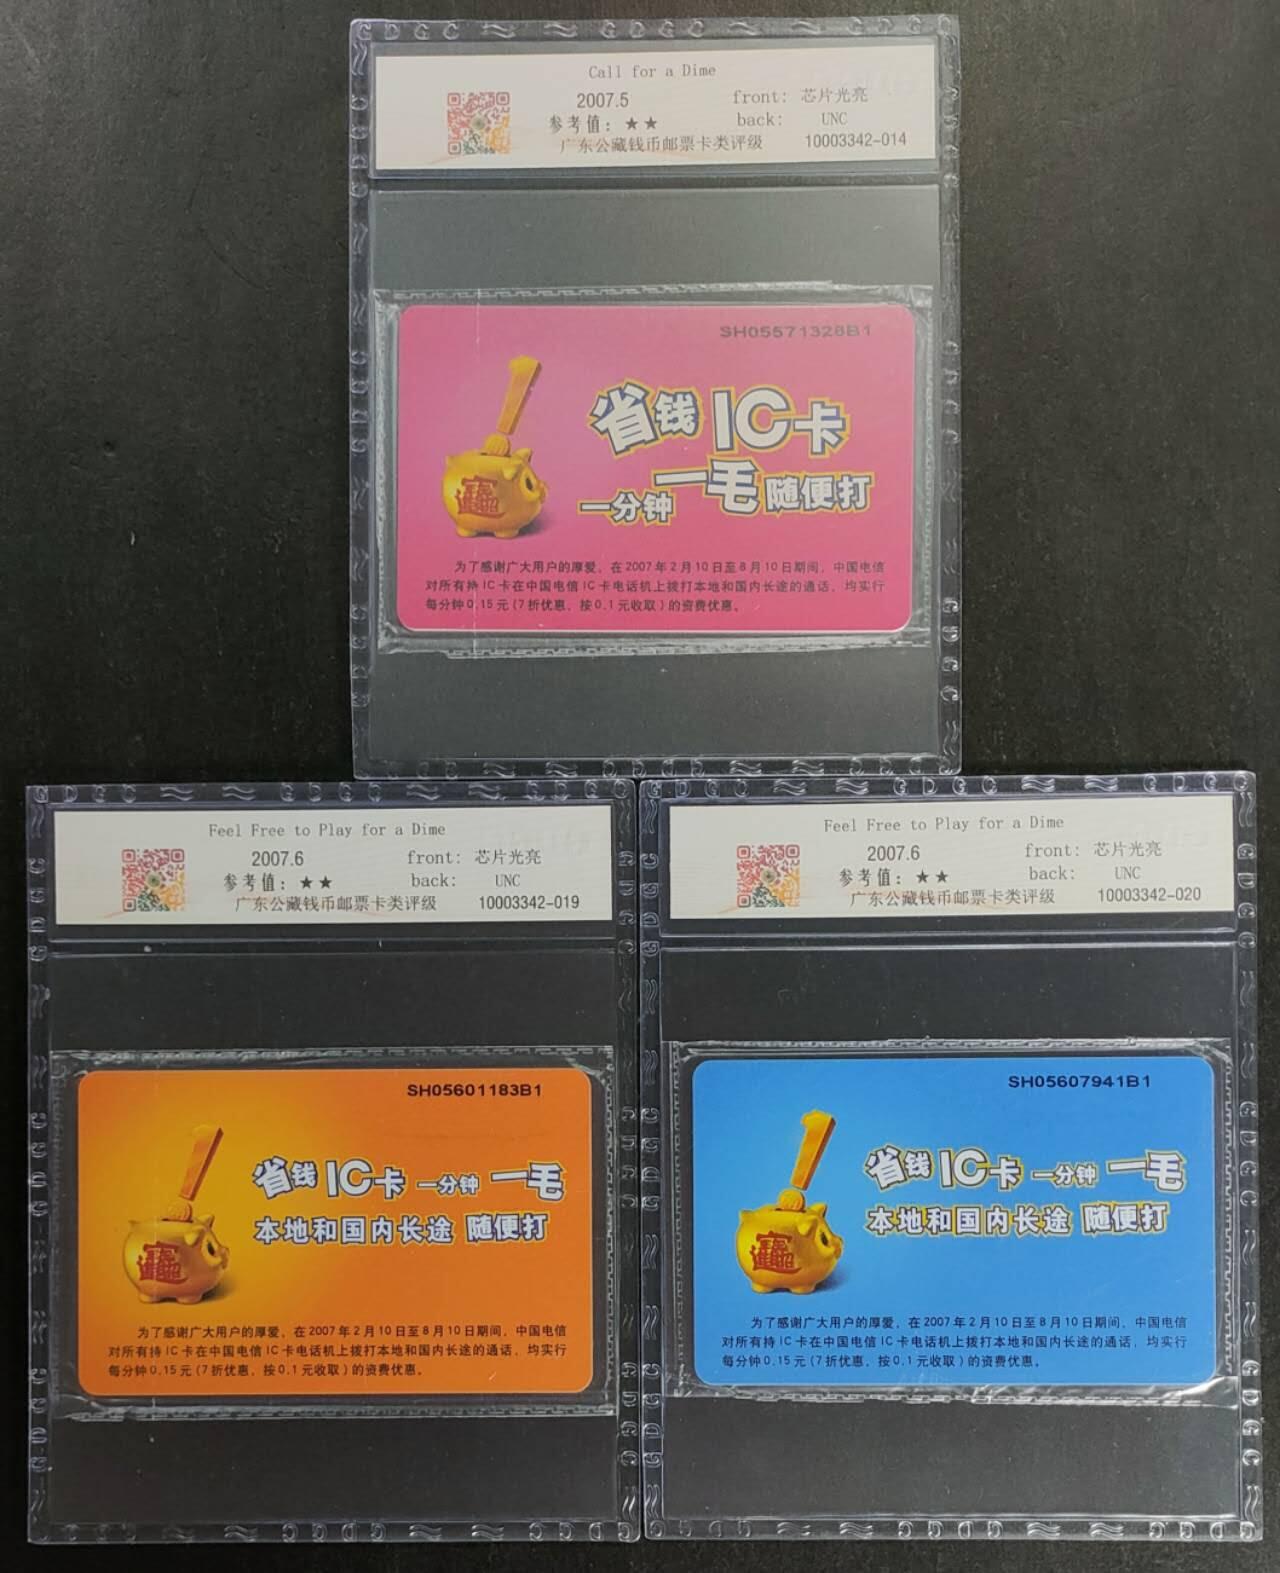 Call for a Dime
2007.5 front: 芯片光亮
参考值: ★★ back: UNC
广东公藏钱币邮票卡类评级 10003342-014
SH05571328B1
省钱IC卡
一分钟一毛随便打
招财进宝
为了感谢广大用户的厚爱，在2007年2月10日至8月10日期间，中国电信
对所有持IC卡在中国电信IC卡电话机上拨打本地和国内长途的通话，均实行
每分钟0.15元(7折优惠，按0.1元收取)的资费优惠。
Feel Free to Play for a Dime
2007.6 front: 芯片光亮
参考值: ★★ back: UNC
广东公藏钱币邮票卡类评级 10003342-019
SH05601183B1
省钱IC卡 一分钟 一毛
本地和国内长途 随便打
招财进宝
为了感谢广大用户的厚爱，在2007年2月10日至8月10日期间，中国电信
对所有持IC卡在中国电信IC卡电话机上拨打本地和国内长途的通话，均实行
每分钟0.15元(7折优惠，按0.1元收取)的资费优惠。
Feel Free to Play for a Dime
2007.6 front: 芯片光亮
参考值: ★★ back: UNC
广东公藏钱币邮票卡类评级 10003342-020
SH05607941B1
省钱IC卡 一分钟 一毛
本地和国内长途 随便打
招财进宝
为了感谢广大用户的厚爱，在2007年2月10日至8月10日期间，中国电信
对所有持IC卡在中国电信IC卡电话机上拨打本地和国内长途的通话，均实行
每分钟0.15元(7折优惠，按0.1元收取)的资费优惠。